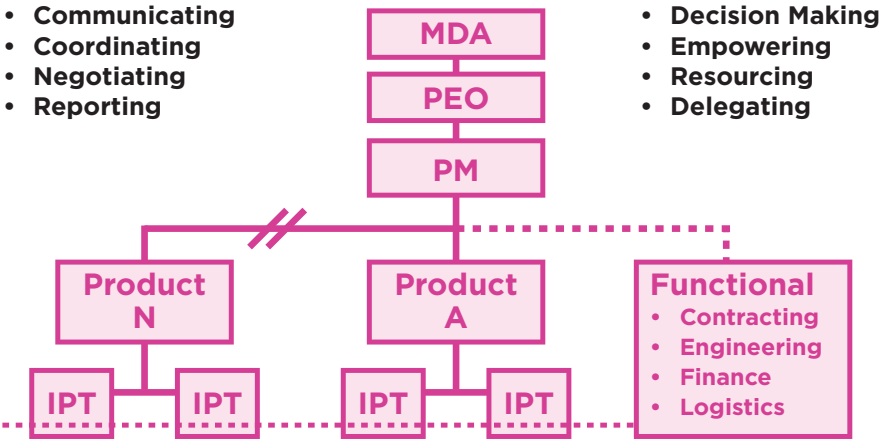 • Communicating
• Coordinating
• Negotiating
• Reporting
MDA
PEO
PM
• Decision Making
• Empowering
• Resourcing
• Delegating
Product
N
Product
A
Functional
• Contracting
• Engineering
• Finance
• Logistics
IPT
IPT
IPT
IPT